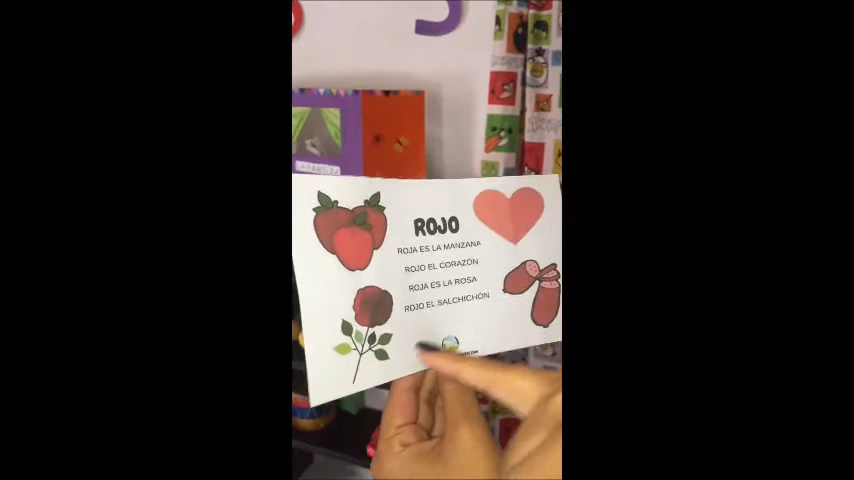 ROJO
ROJA ES LA MANZANA
ROJO EL CORAZÓN
ROJA ES LA ROSA
ROJO EL SALCHICHÓN